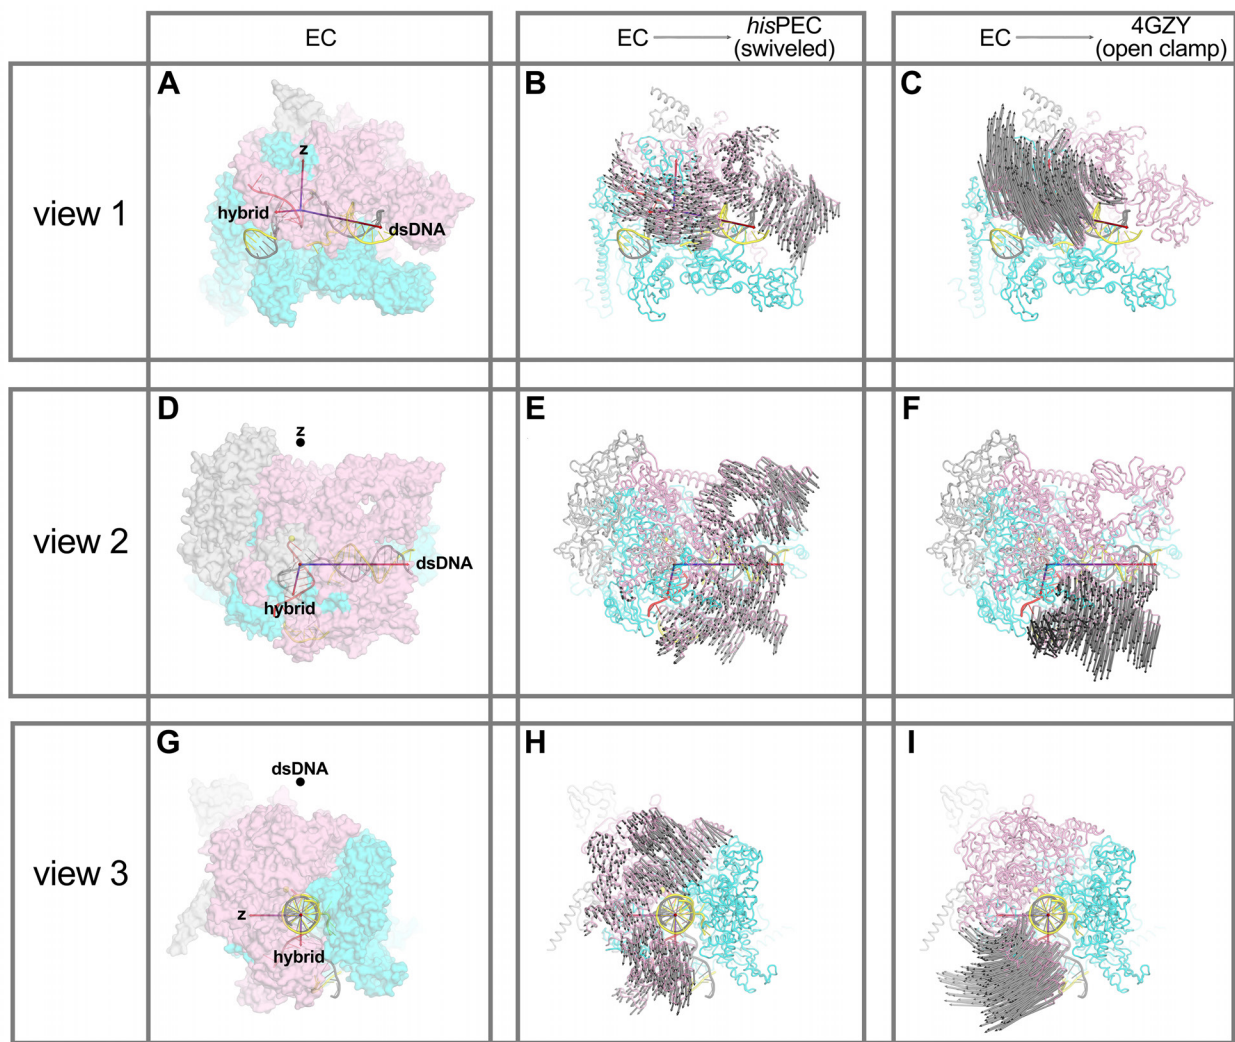 EC
EC hisPEC
(swiveled)
EC 4GZY
(open clamp)
view 1
A
z
hybrid
dsDNA
B
C
view 2
D
z
dsDNA
hybrid
E
F
view 3
G
dsDNA
z
hybrid
H
I